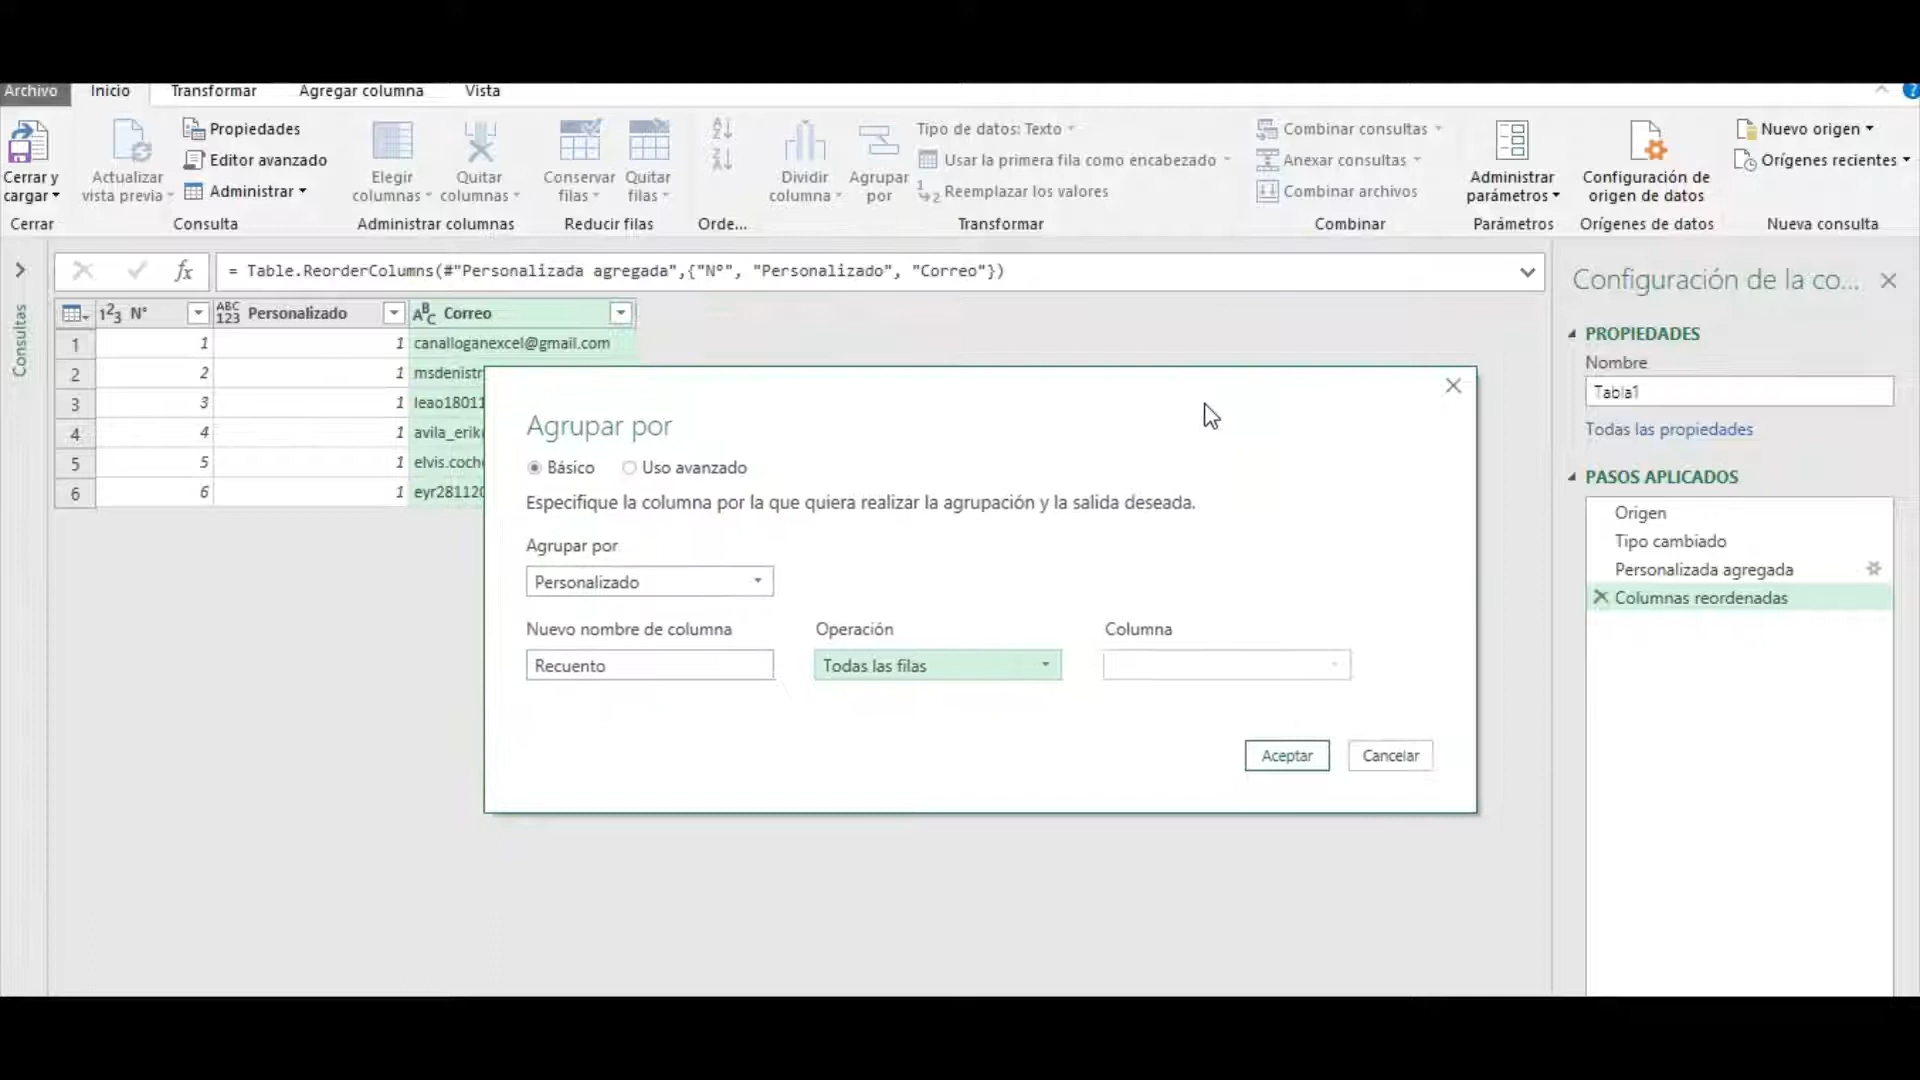 Archivo Inicio Transformar Agregar columna Vista
Cerrar y cargar
Cerrar
Actualizar vista previa
Propiedades
Editor avanzado
Administrar
Consulta
Elegir columnas
Quitar columnas
Administrar columnas
Conservar filas
Quitar filas
Reducir filas
Orde...
Dividir columna
Agrupar por
Tipo de datos: Texto
Usar la primera fila como encabezado
Reemplazar los valores
Transformar
Combinar consultas
Anexar consultas
Combinar archivos
Combinar
Administrar parámetros
Parámetros
Configuración de origen de datos
Orígenes de datos
Nuevo origen
Orígenes recientes
Nueva consulta
fx = Table.ReorderColumns(#"Personalizada agregada",{"N°", "Personalizado", "Correo"})
Consultas
N° Personalizado Correo
1 1 1 canalloganexcel@gmail.com
2 2 1 msdenistr
3 3 1 leao18011
4 4 1
5 5 1
6 6 1
Agrupar por
Básico Uso avanzado
Especifique la columna por la que quiera realizar la agrupación y la salida deseada.
Agrupar por
Personalizado
Nuevo nombre de columna Operación Columna
Recuento Todas las filas
Aceptar Cancelar
Configuración de la co...
PROPIEDADES
Nombre
Tabla1
Todas las propiedades
PASOS APLICADOS
Origen
Tipo cambiado
Personalizada agregada
Columnas reordenadas